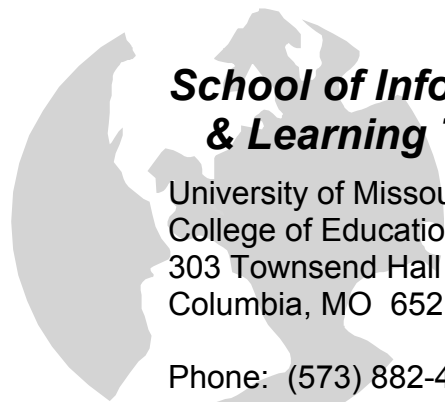 School of Info
& Learning
University of Missou
College of Educatio
303 Townsend Hall
Columbia, MO 652
Phone: (573) 882-4